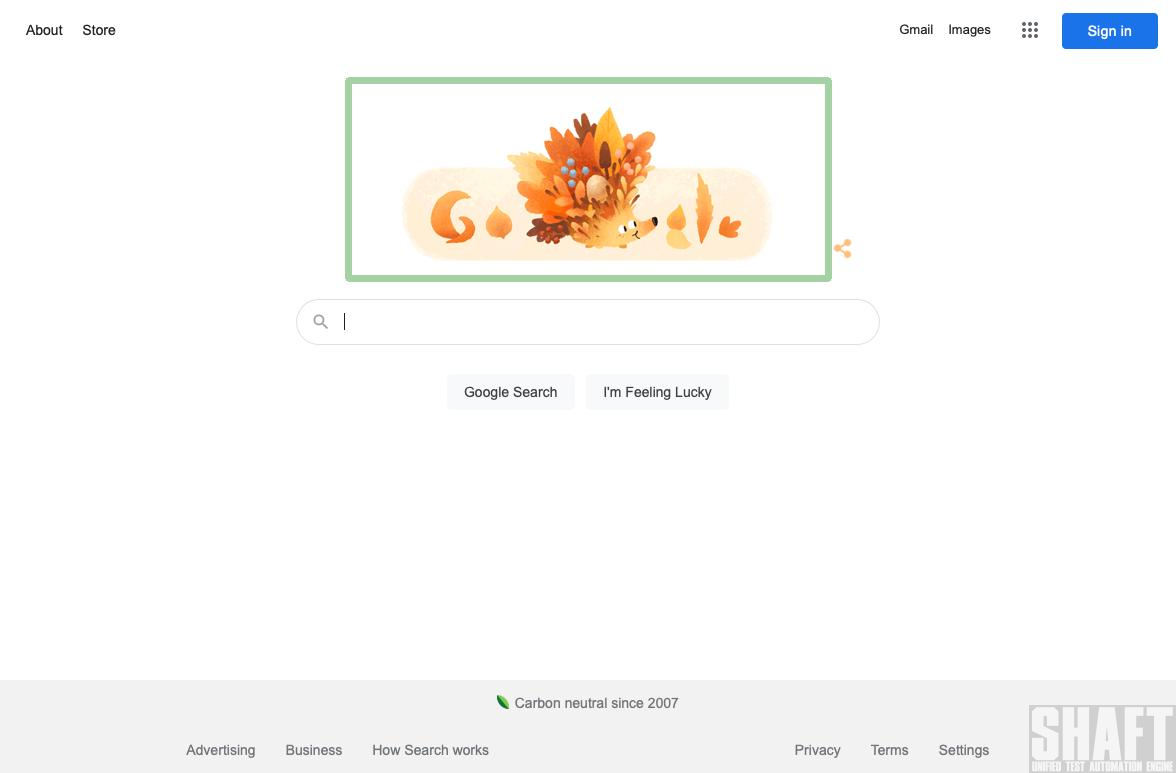 About Store
Gmail Images
Sign in
Google Search
I'm Feeling Lucky
Carbon neutral since 2007
Advertising Business How Search works
Privacy Terms Settings
SHAFT
UNIFIED TEST AUTOMATION ENGINE